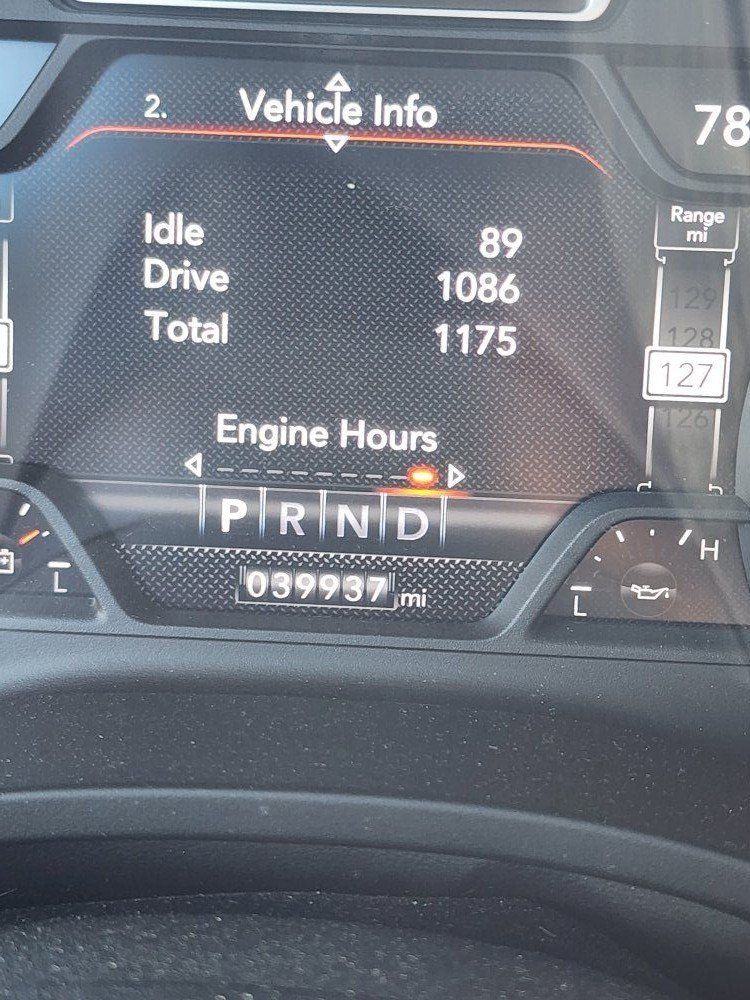 2. Vehicle Info
78
Idle 89
Drive 1086
Total 1175
Range
mi
129
128
127
126
Engine Hours
P R N D
039937 mi
L
L
H